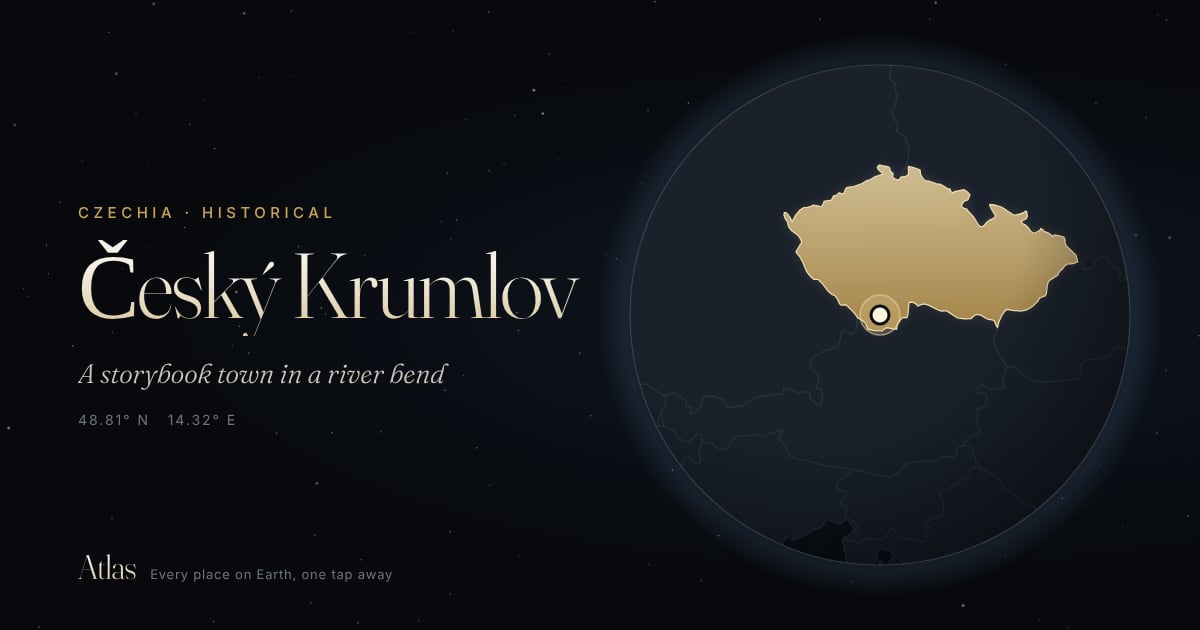 CZECHIA · HISTORICAL
Český Krumlov
A storybook town in a river bend
48.81° N 14.32° E
Atlas Every place on Earth, one tap away